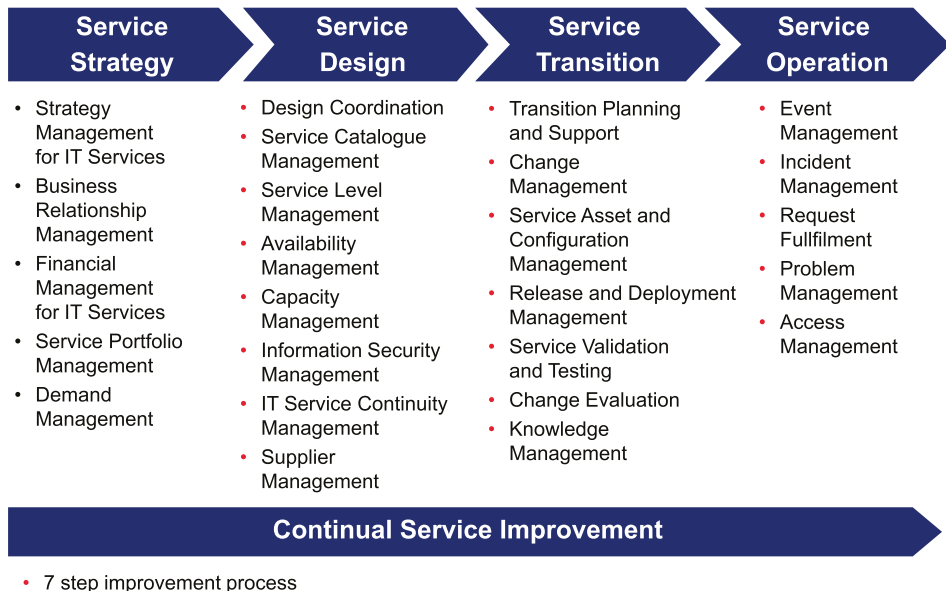 Service
Strategy
Service
Design
Service
Transition
Service
Operation
• Strategy
Management
for IT Services
• Business
Relationship
Management
• Financial
Management
for IT Services
• Service Portfolio
Management
• Demand
Management
• Design Coordination
• Service Catalogue
Management
• Service Level
Management
• Availability
Management
• Capacity
Management
• Information Security
Management
• IT Service Continuity
Management
• Supplier
Management
• Transition Planning
and Support
• Change
Management
• Service Asset and
Configuration
Management
• Release and Deployment
Management
• Service Validation
and Testing
• Change Evaluation
• Knowledge
Management
• Event
Management
• Incident
Management
• Request
Fullfilment
• Problem
Management
• Access
Management
Continual Service Improvement
• 7 step improvement process